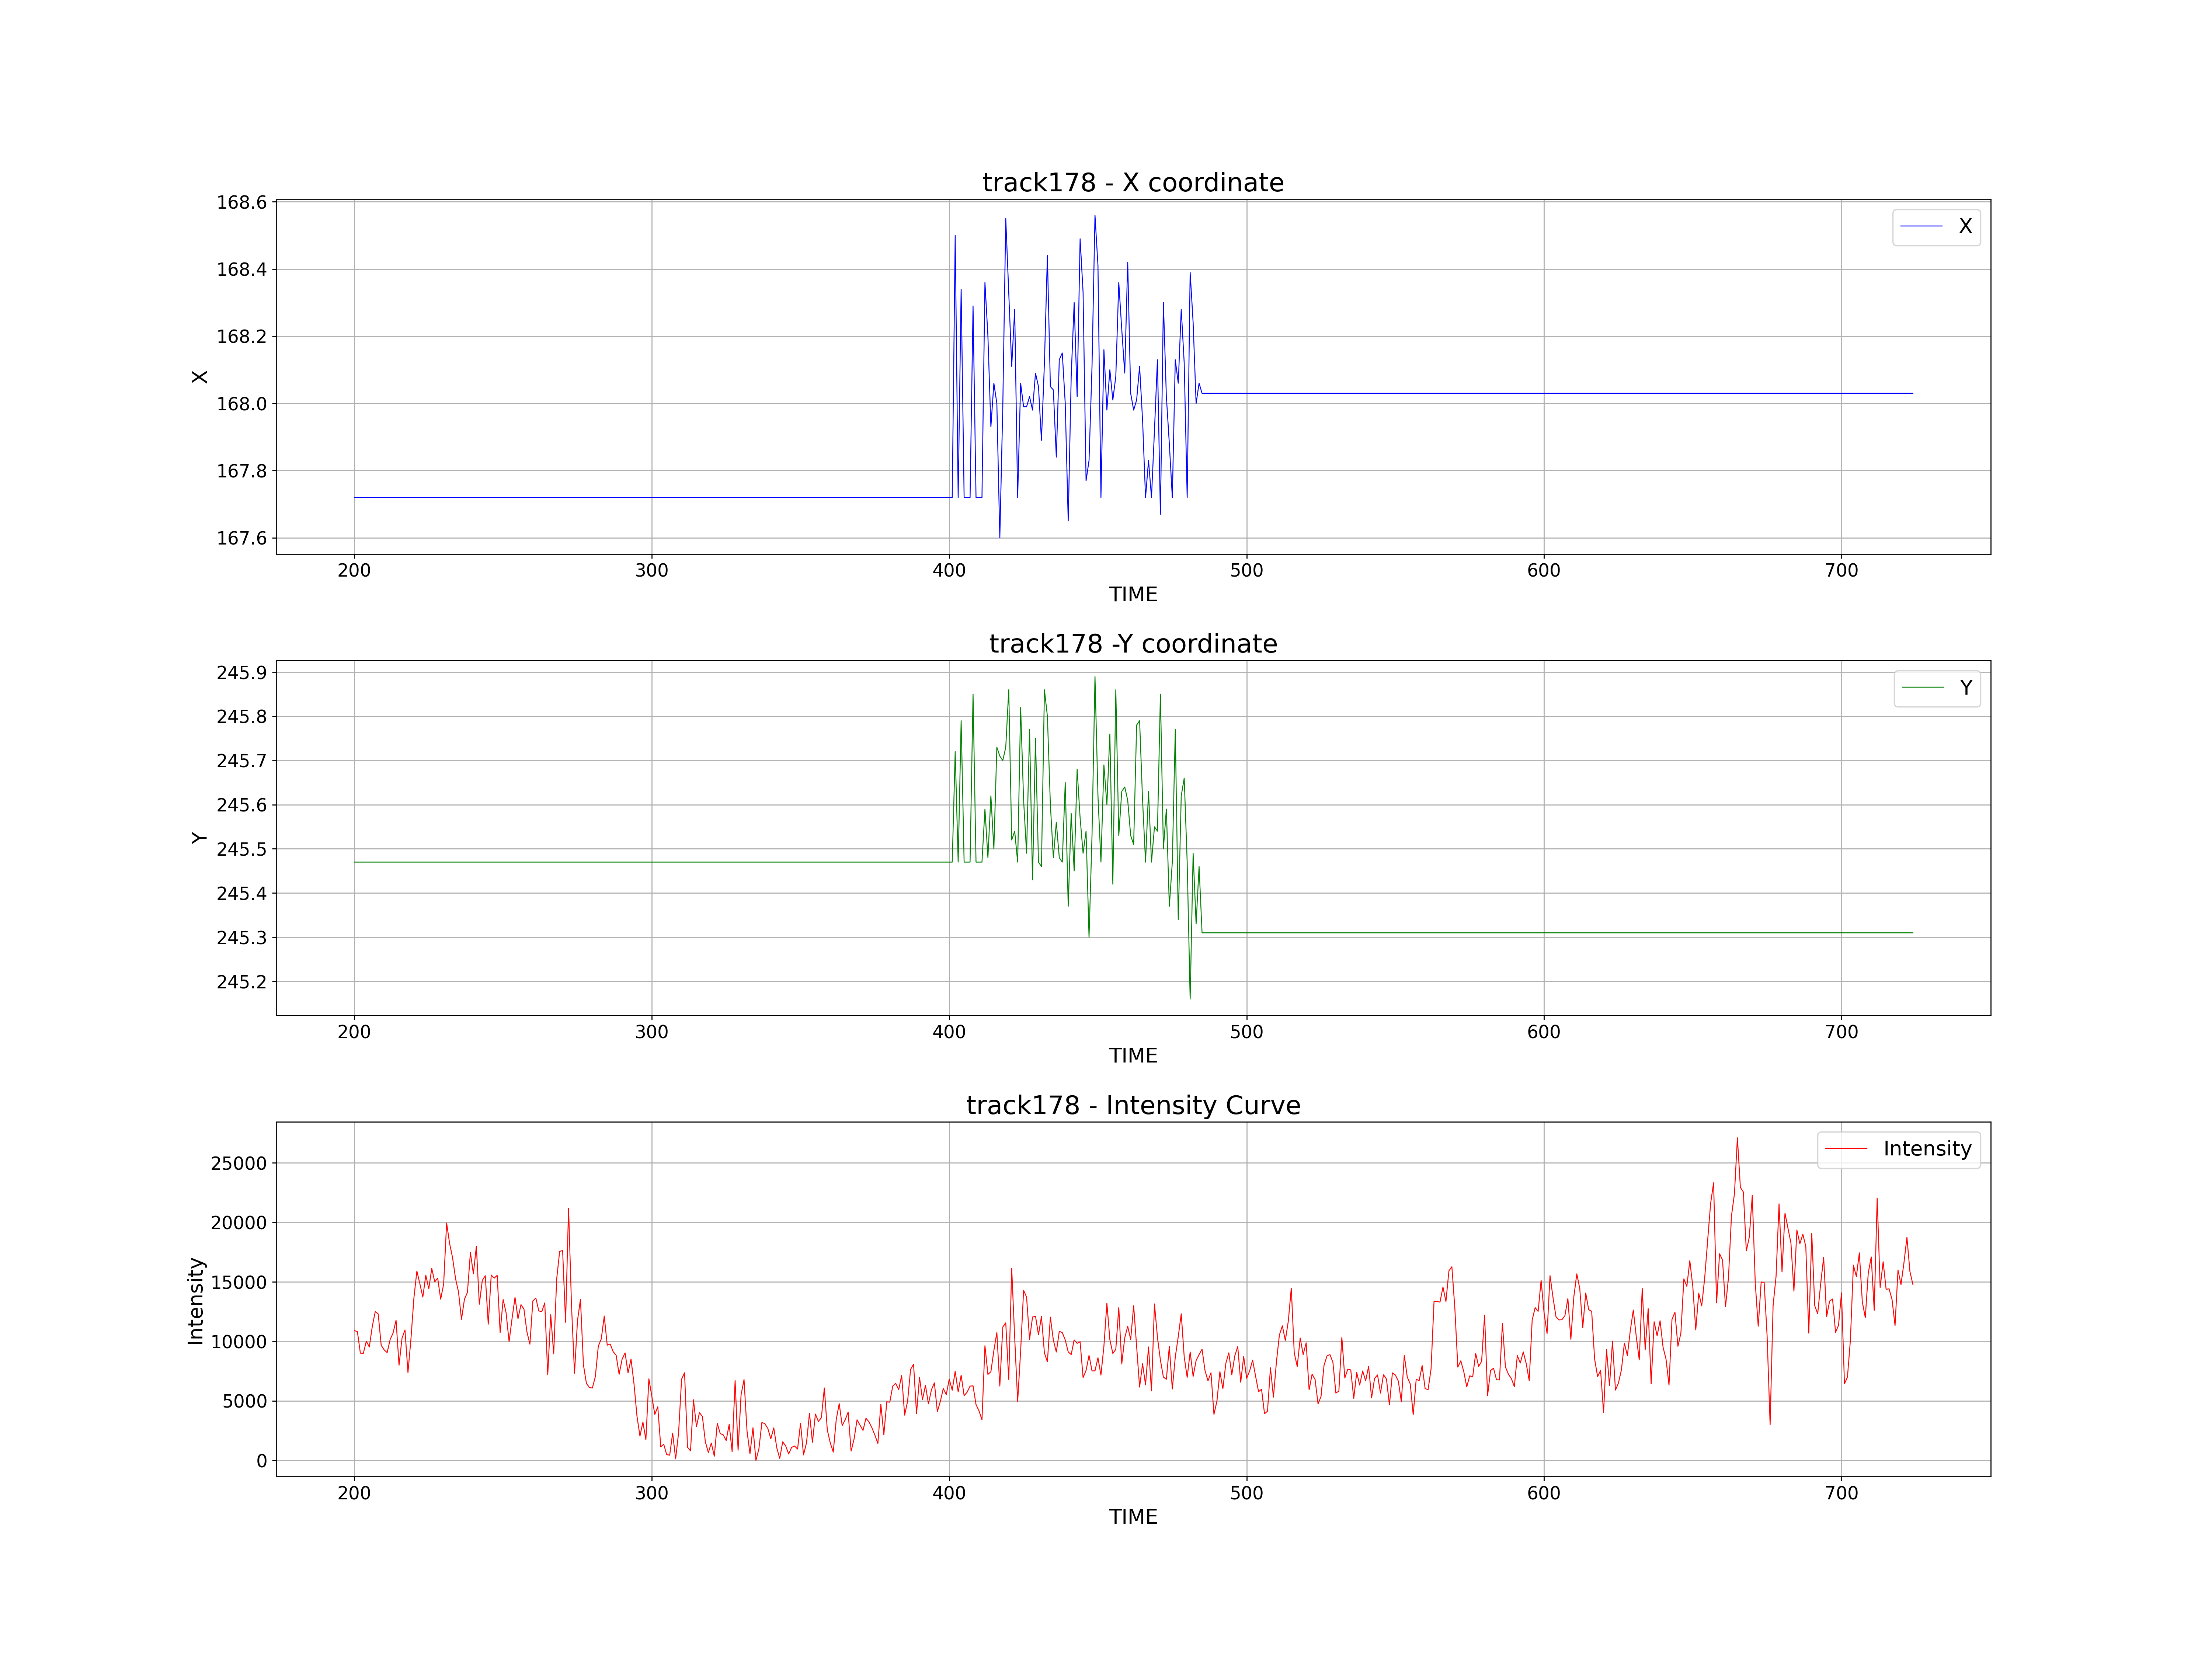 track178 - X coordinate
168.6
168.4
168.2
168.0
167.8
167.6
X
X
200 300 400 500 600 700
TIME
track178 -Y coordinate
245.9
245.8
245.7
245.6
245.5
245.4
245.3
245.2
Y
Y
200 300 400 500 600 700
TIME
track178 - Intensity Curve
25000
20000
15000
10000
5000
0
Intensity
Intensity
200 300 400 500 600 700
TIME